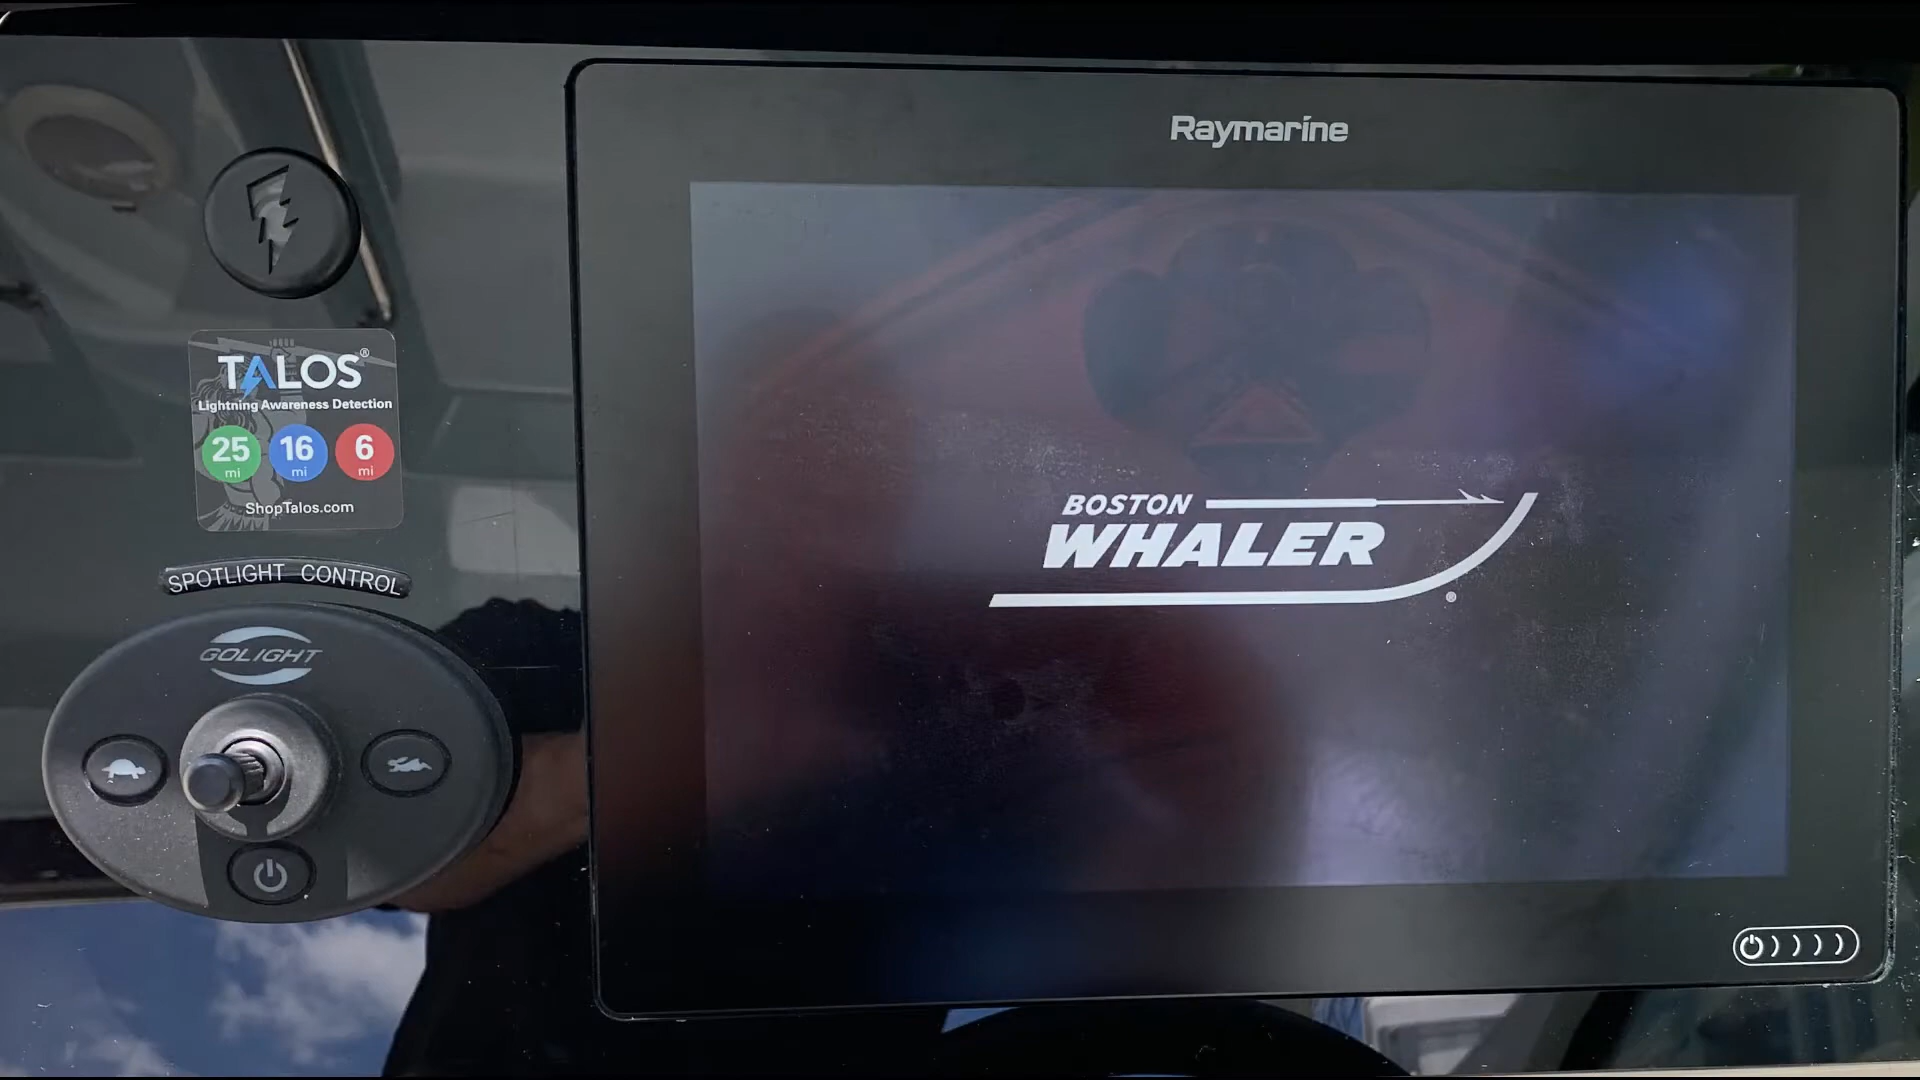 Raymarine
TALOS®
Lightning Awareness Detection
25 mi
16 mi
6 mi
ShopTalos.com
SPOTLIGHT CONTROL
GOLIGHT
BOSTON
WHALER
®